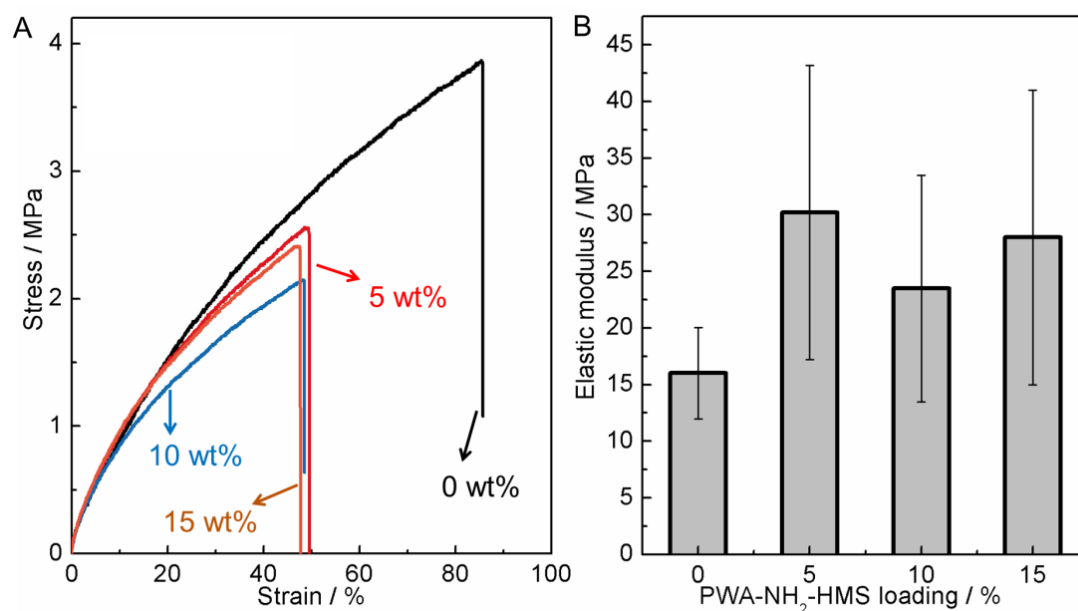 A
Stress / MPa
4
3
2
1
0
0 20 40 60 80 100
Strain / %
5 wt%
10 wt%
15 wt%
0 wt%
B
Elastic modulus / MPa
45
40
35
30
25
20
15
10
5
0
0 5 10 15
PWA-NH₂-HMS loading / %